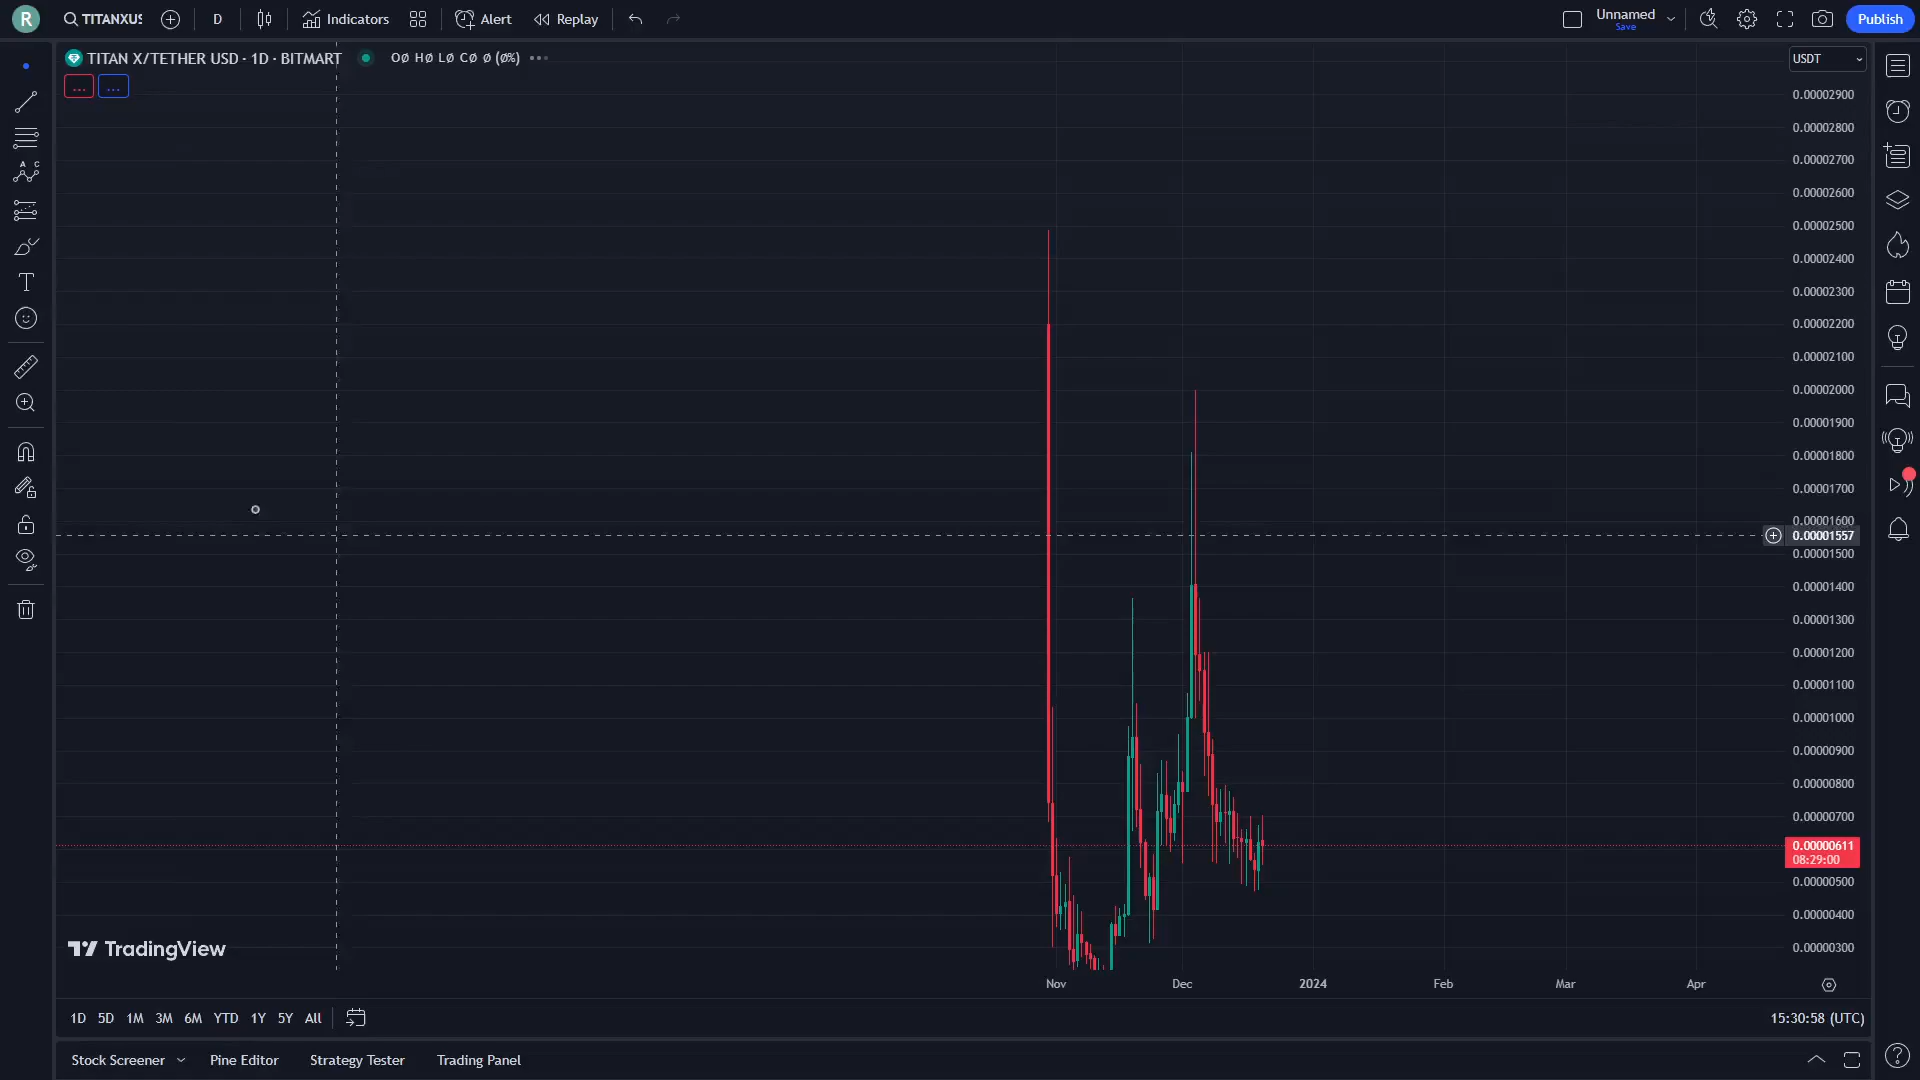 R
TITANXUS
D
Indicators
Alert
Replay
Unnamed
Save
Publish
TITAN X/TETHER USD · 1D · BITMART
OØ HØ LØ CØ Ø (Ø%)
USDT
A C
T
0.00002900
0.00002800
0.00002700
0.00002600
0.00002500
0.00002400
0.00002300
0.00002200
0.00002100
0.00002000
0.00001900
0.00001800
0.00001700
0.00001600
0.00001557
0.00001500
0.00001400
0.00001300
0.00001200
0.00001100
0.00001000
0.00000900
0.00000800
0.00000700
0.00000611
08:29:00
0.00000500
0.00000400
0.00000300
TradingView
Nov Dec 2024 Feb Mar Apr
1D 5D 1M 3M 6M YTD 1Y 5Y All
15:30:58 (UTC)
Stock Screener Pine Editor Strategy Tester Trading Panel